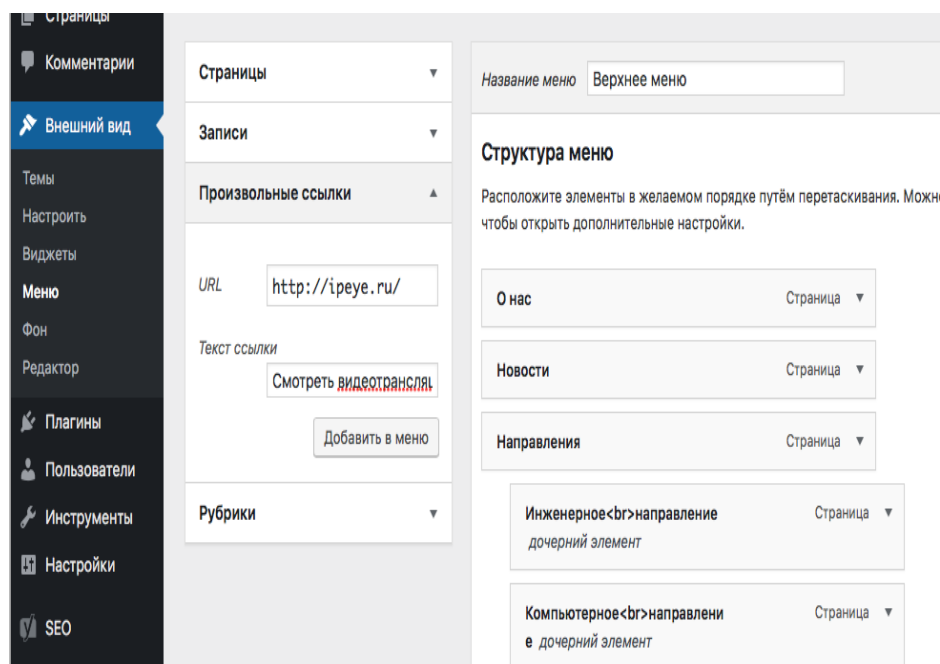 Страницы
Комментарии
Внешний вид
Темы
Настроить
Виджеты
Меню
Фон
Редактор
Плагины
Пользователи
Инструменты
Настройки
SEO
Страницы
Записи
Произвольные ссылки
URL
http://ipeye.ru/
Текст ссылки
Смотреть видеотрансляц
Добавить в меню
Рубрики
Название меню Верхнее меню
Структура меню
Расположите элементы в желаемом порядке путём перетаскивания. Можно
чтобы открыть дополнительные настройки.
О нас Страница
Новости Страница
Направления Страница
Инженерное<br>направление Страница
дочерний элемент
Компьютерное<br>направлени Страница
е дочерний элемент